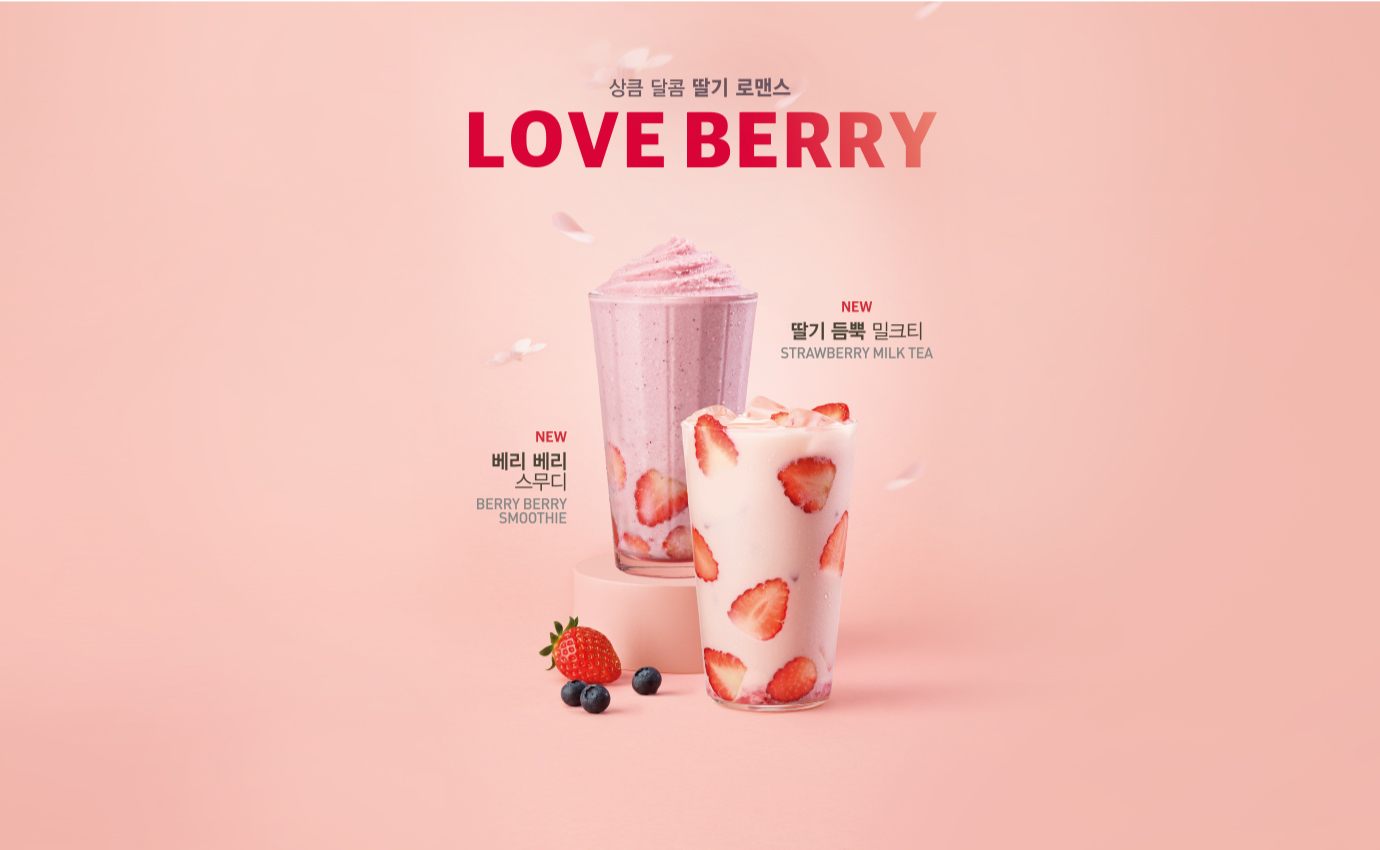 상큼 달콤 딸기 로맨스
LOVE BERRY
NEW
딸기 듬뿍 밀크티
STRAWBERRY MILK TEA
NEW
베리 베리
스무디
BERRY BERRY
SMOOTHIE